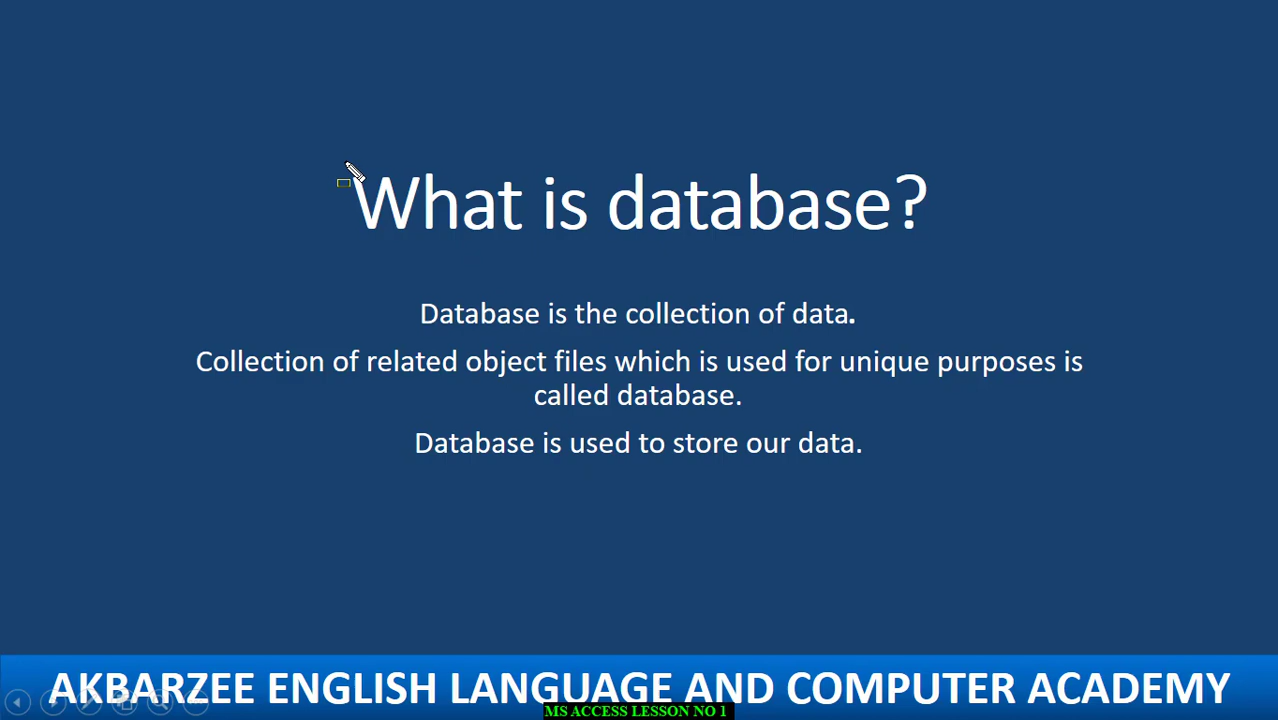 What is database?
Database is the collection of data.
Collection of related object files which is used for unique purposes is
called database.
Database is used to store our data.
AKBARZEE ENGLISH LANGUAGE AND COMPUTER ACADEMY
MS ACCESS LESSON NO 1